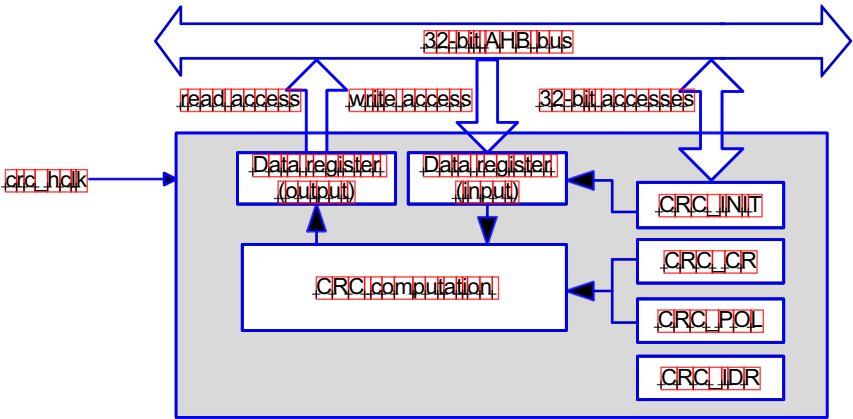 32-bit AHB bus
read access
write access
32-bit accesses
crc_hclk
Data register
(output)
Data register
(input)
CRC_INIT
CRC_CR
CRC computation
CRC_POL
CRC_IDR